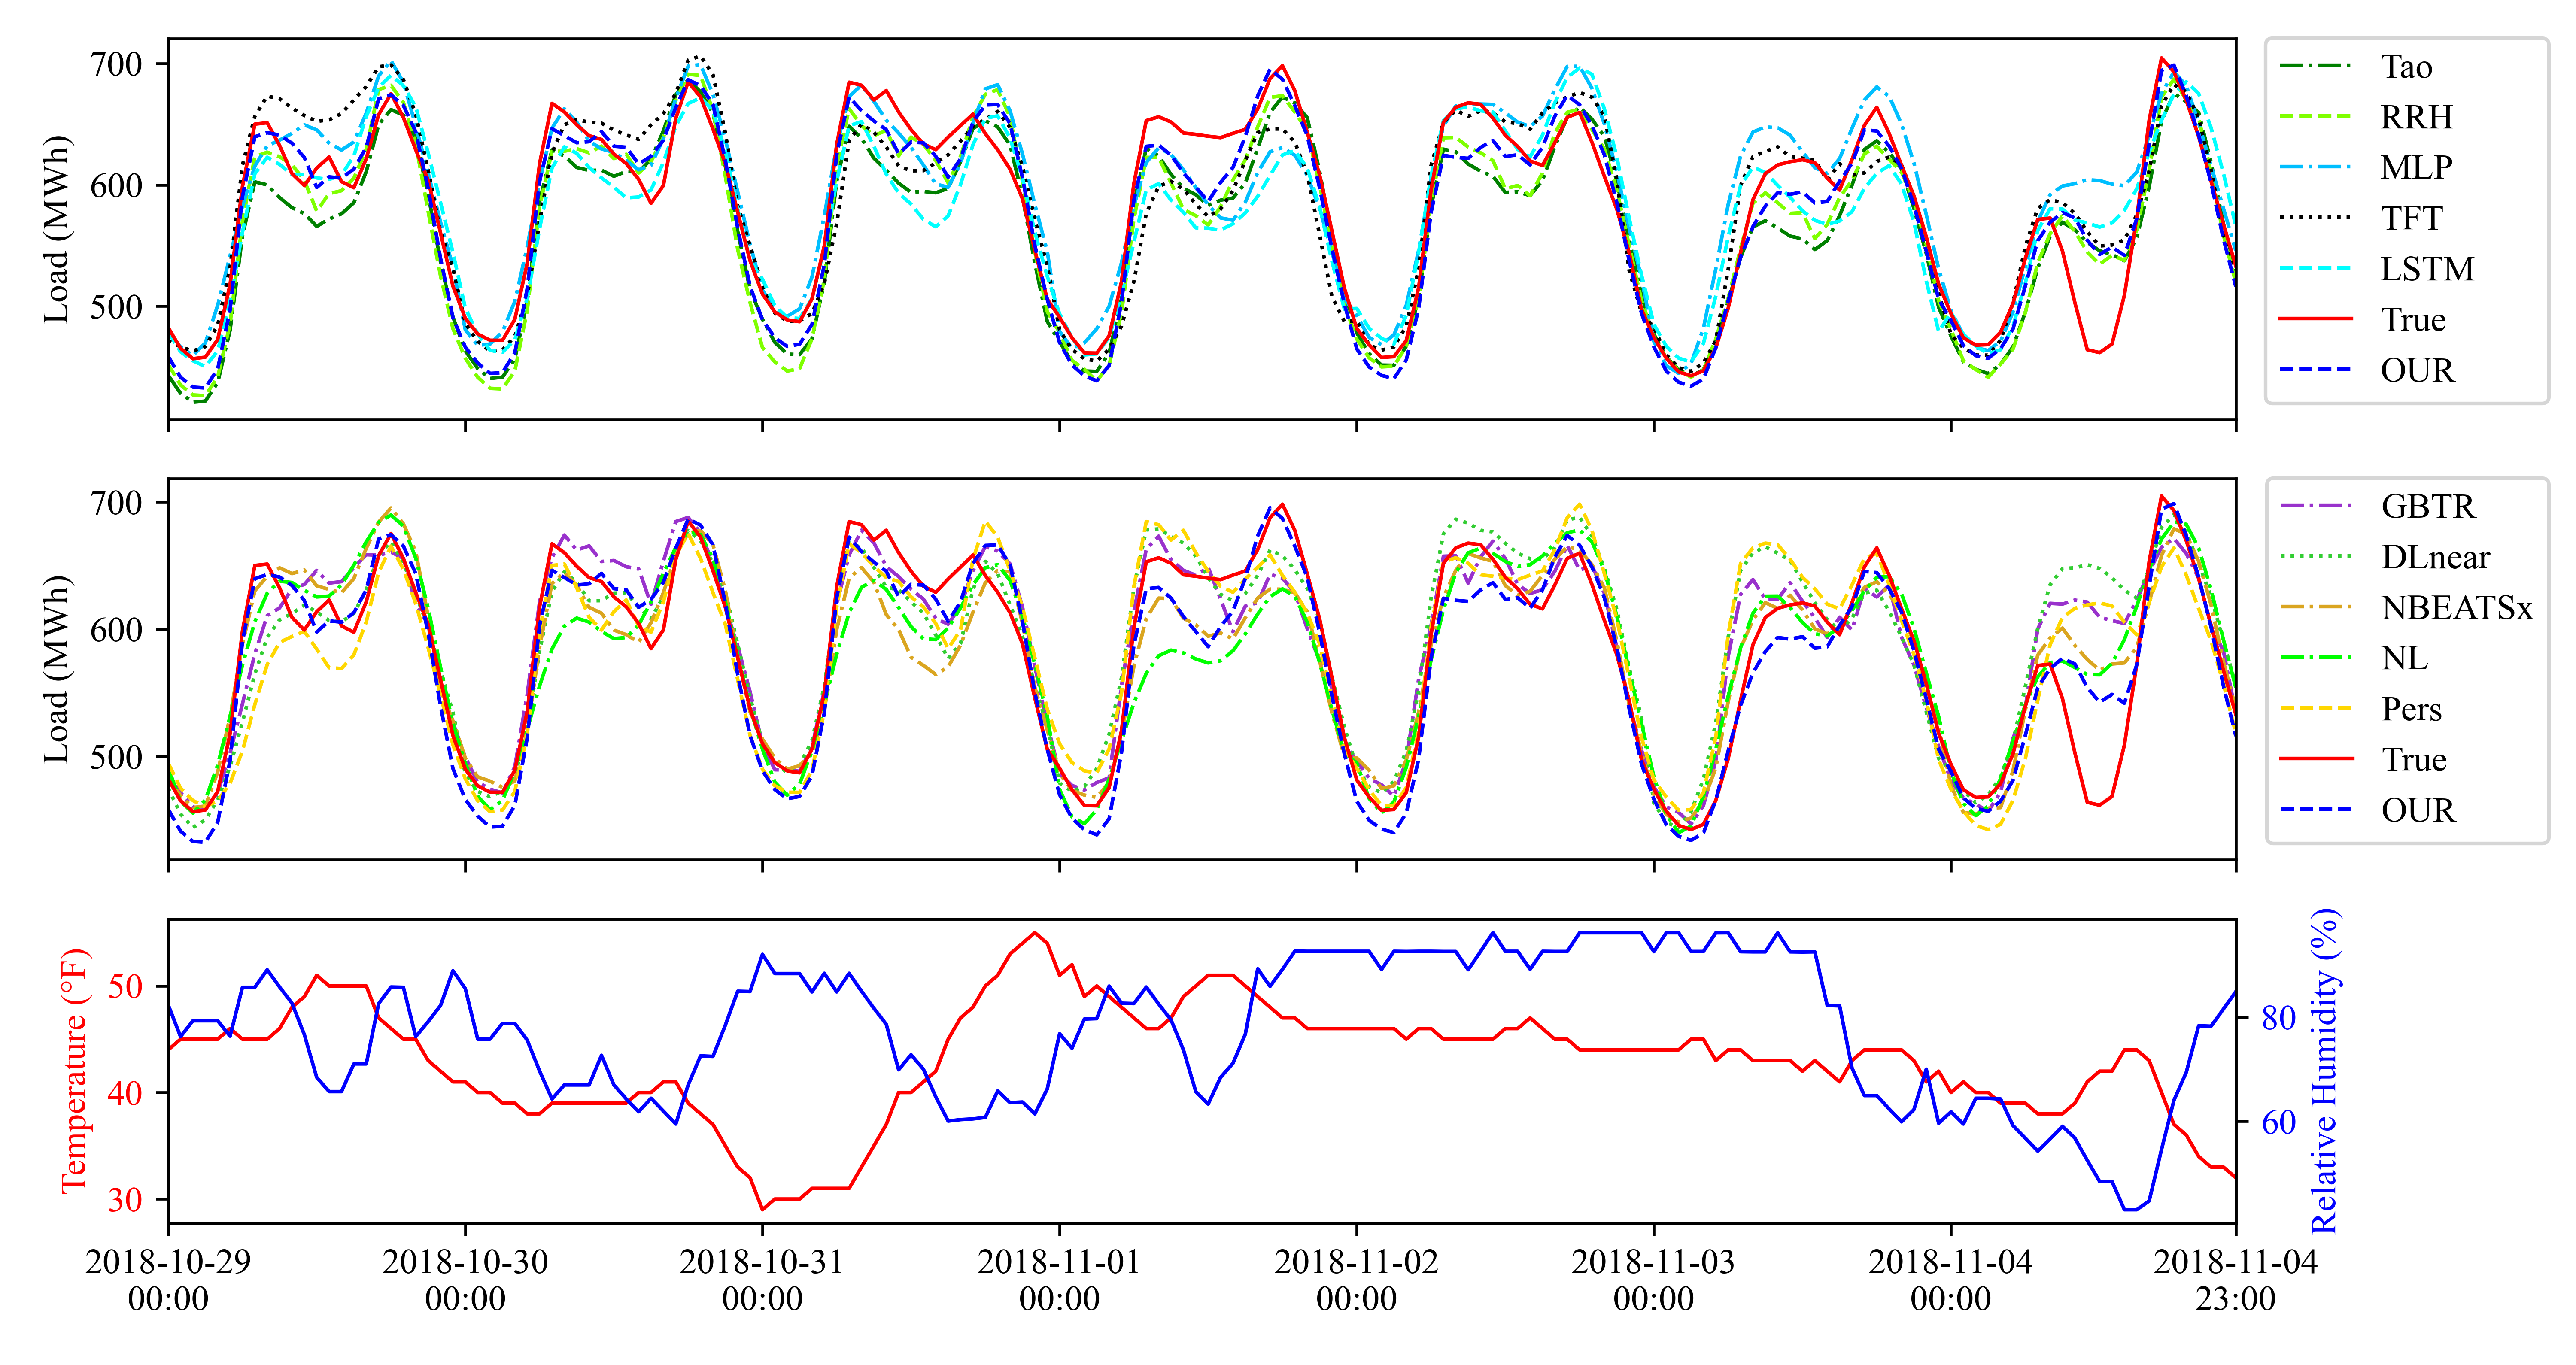 Load (MWh)
700
600
500
Tao
RRH
MLP
TFT
LSTM
True
OUR
Load (MWh)
700
600
500
GBTR
DLnear
NBEATSx
NL
Pers
True
OUR
Temperature (°F)
50
40
30
80
60
Relative Humidity (%)
2018-10-29 2018-10-30 2018-10-31 2018-11-01 2018-11-02 2018-11-03 2018-11-04 2018-11-04
00:00 00:00 00:00 00:00 00:00 00:00 00:00 23:00